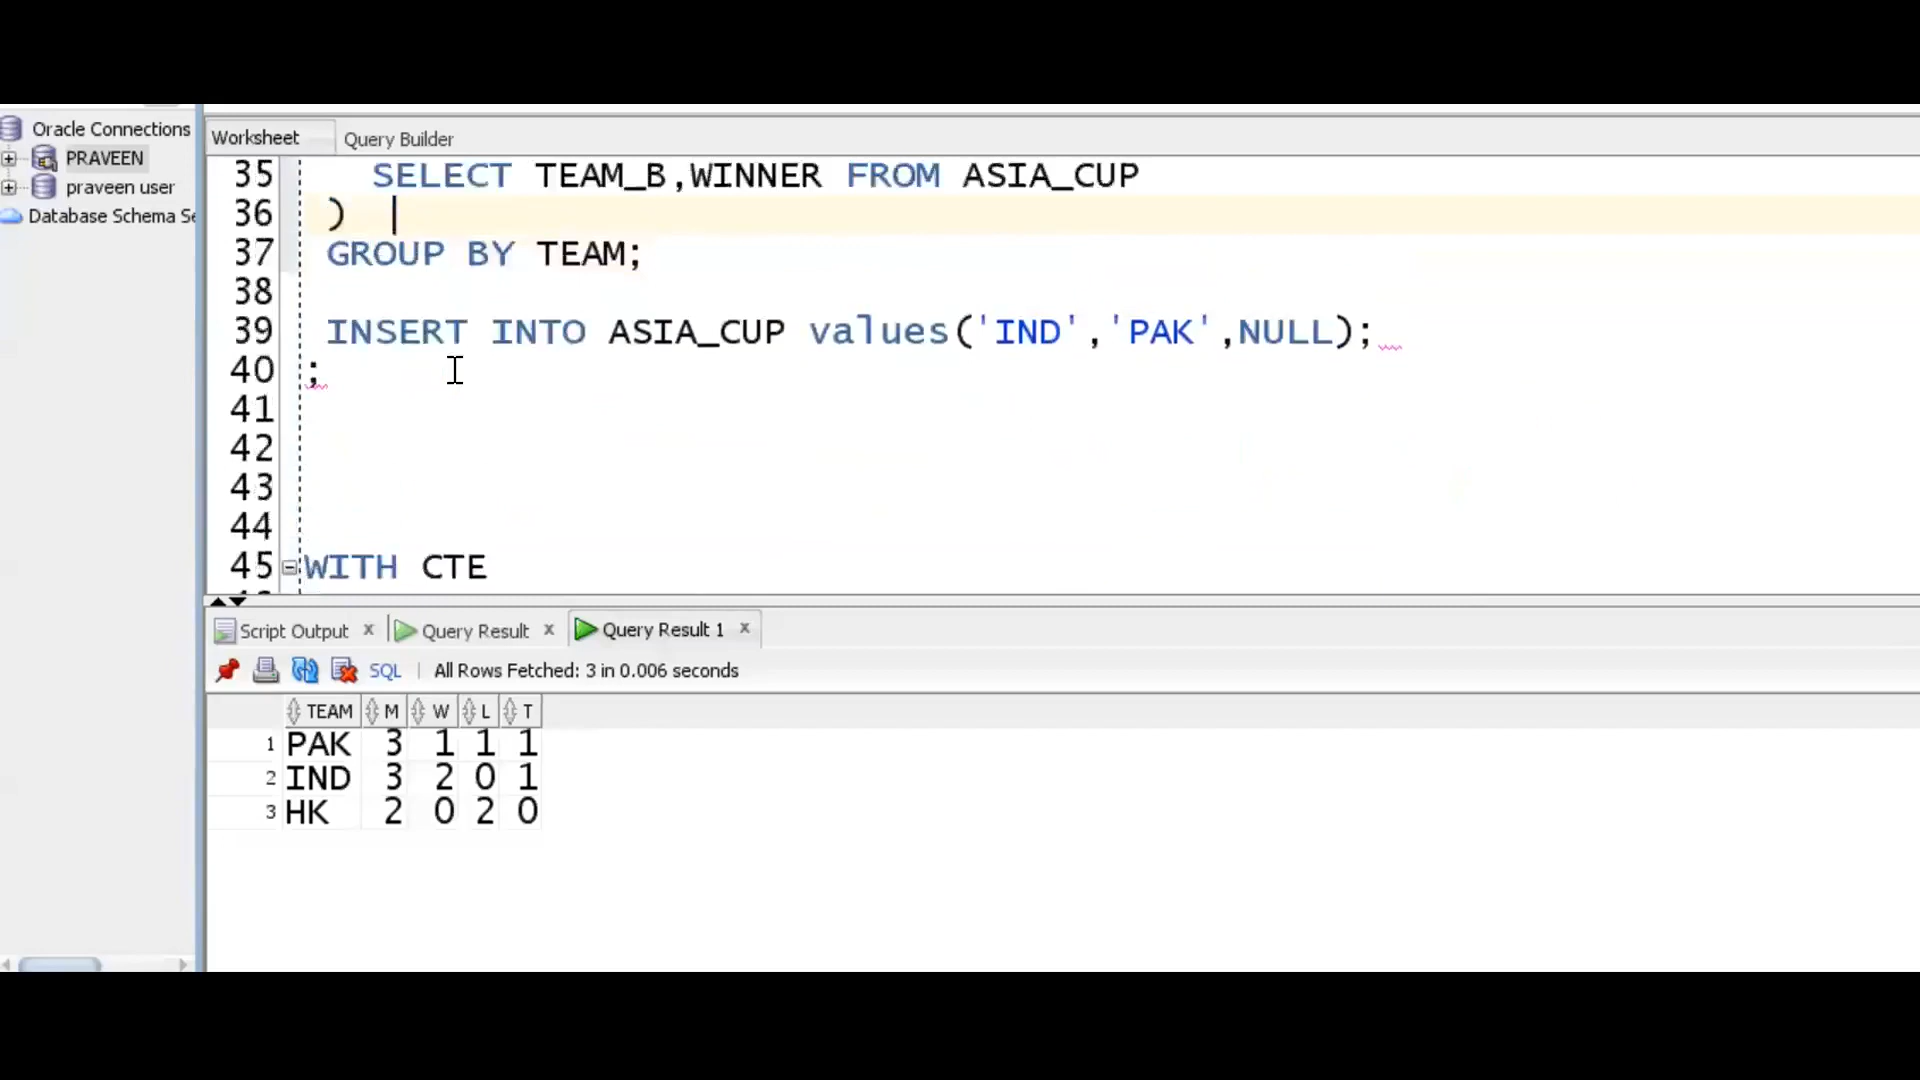 Oracle Connections
PRAVEEN
praveen user
Database Schema Se
Worksheet
Query Builder
35 SELECT TEAM_B,WINNER FROM ASIA_CUP
36 )
37 GROUP BY TEAM;
38
39 INSERT INTO ASIA_CUP values('IND','PAK',NULL);
40 ;
41
42
43
44
45 WITH CTE
Script Output x Query Result x Query Result 1 x
SQL All Rows Fetched: 3 in 0.006 seconds
TEAM M W L T
1 PAK 3 1 1 1
2 IND 3 2 0 1
3 HK 2 0 2 0